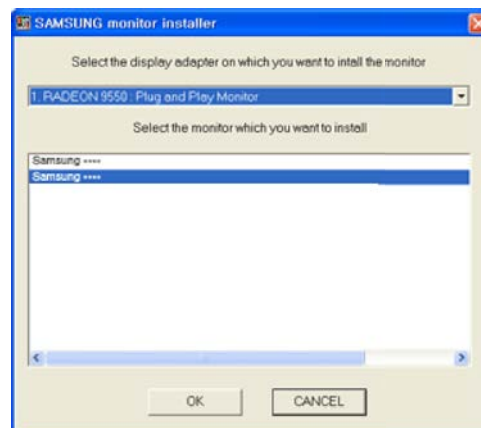 SAMSUNG monitor installer
Select the display adapter on which you want to intall the monitor
1. RADEON 9550 : Plug and Play Monitor
Select the monitor which you want to install
Samsung ****
Samsung ****
OK
CANCEL